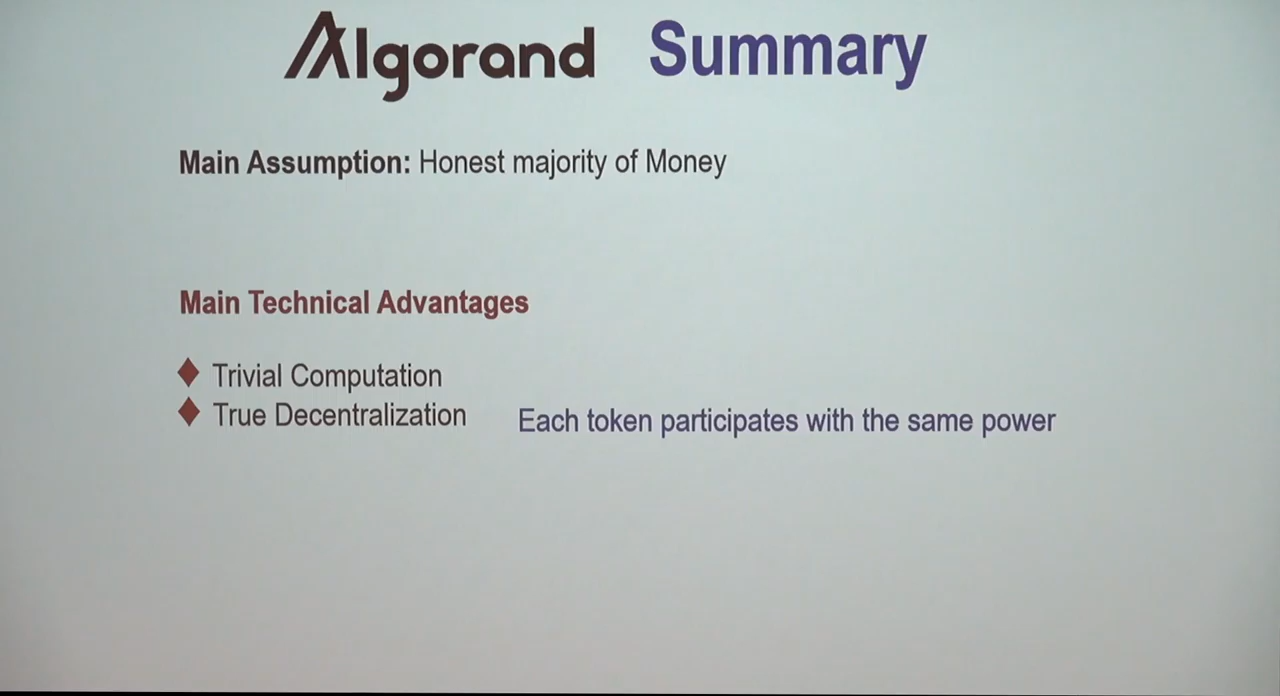 Algorand Summary
Main Assumption: Honest majority of Money
Main Technical Advantages
Trivial Computation
True Decentralization Each token participates with the same power